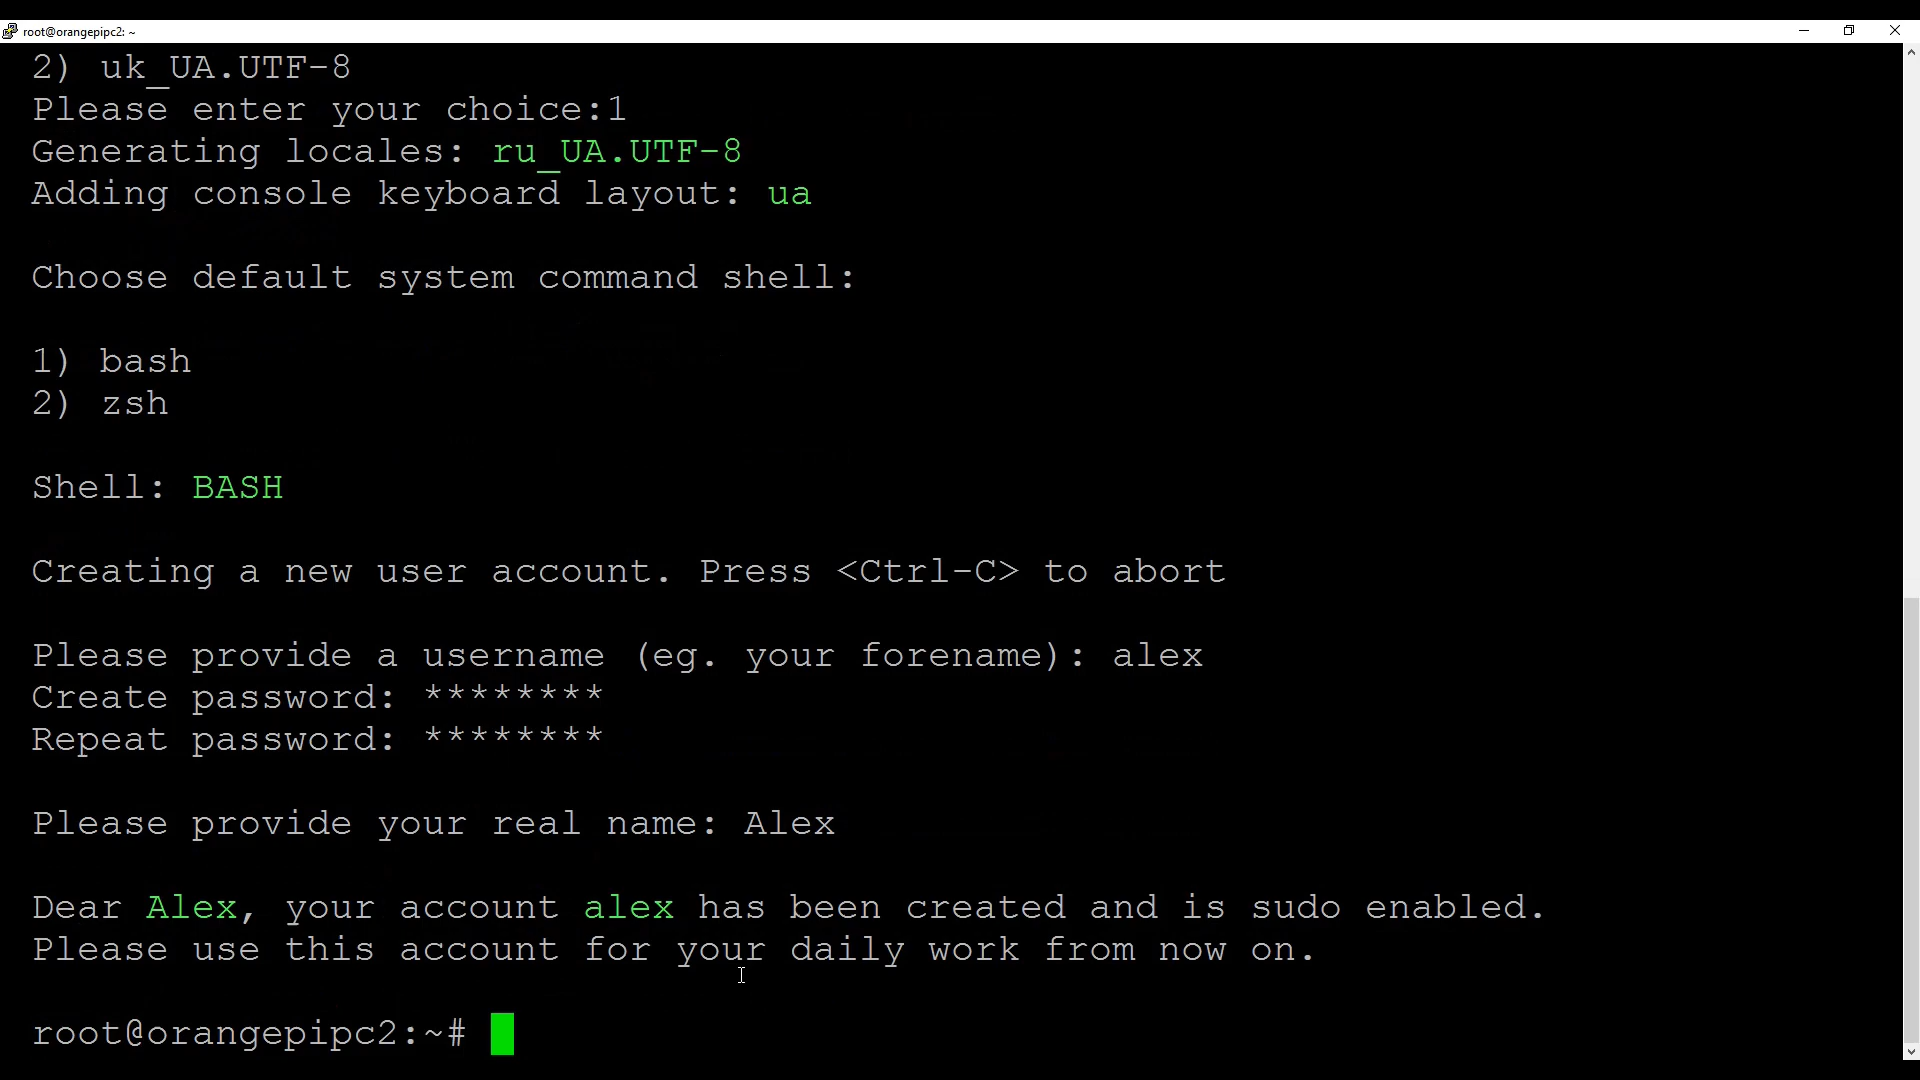 root@orangepipc2: ~
2) uk_UA.UTF-8
Please enter your choice:1
Generating locales: ru_UA.UTF-8
Adding console keyboard layout: ua
Choose default system command shell:
1) bash
2) zsh
Shell: BASH
Creating a new user account. Press <Ctrl-C> to abort
Please provide a username (eg. your forename): alex
Create password: ********
Repeat password: ********
Please provide your real name: Alex
Dear Alex, your account alex has been created and is sudo enabled.
Please use this account for your daily work from now on.
root@orangepipc2:~#